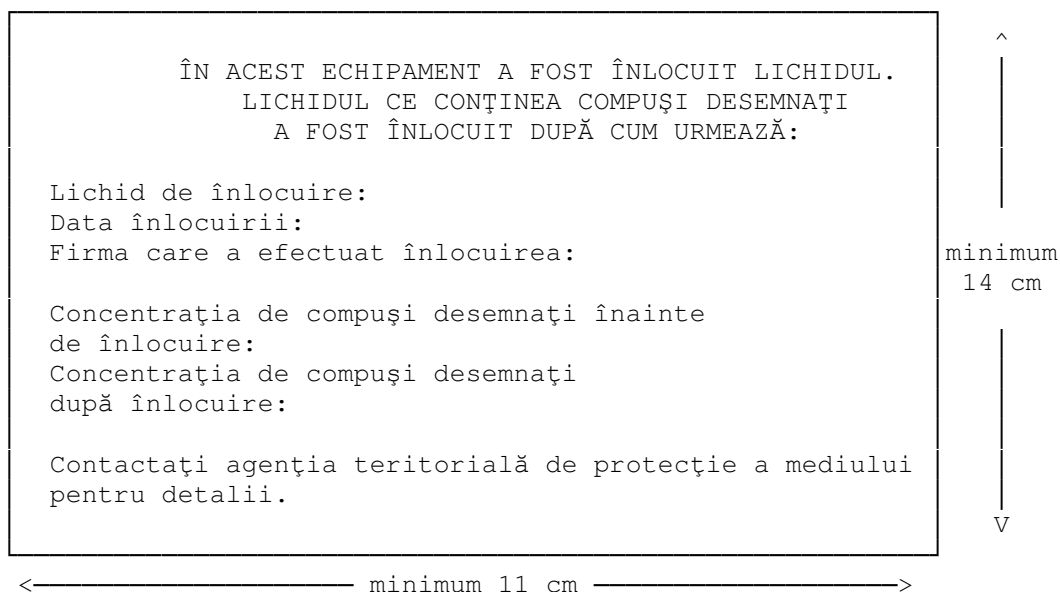 ÎN ACEST ECHIPAMENT A FOST ÎNLOCUIT LICHIDUL.
LICHIDUL CE CONŢINEA COMPUŞI DESEMNAŢI
A FOST ÎNLOCUIT DUPĂ CUM URMEAZĂ:
Lichid de înlocuire:
Data înlocuirii:
Firma care a efectuat înlocuirea:
Concentraţia de compuşi desemnaţi înainte
de înlocuire:
Concentraţia de compuşi desemnaţi
după înlocuire:
Contactaţi agenţia teritorială de protecţie a mediului
pentru detalii.
minimum
14 cm
minimum 11 cm